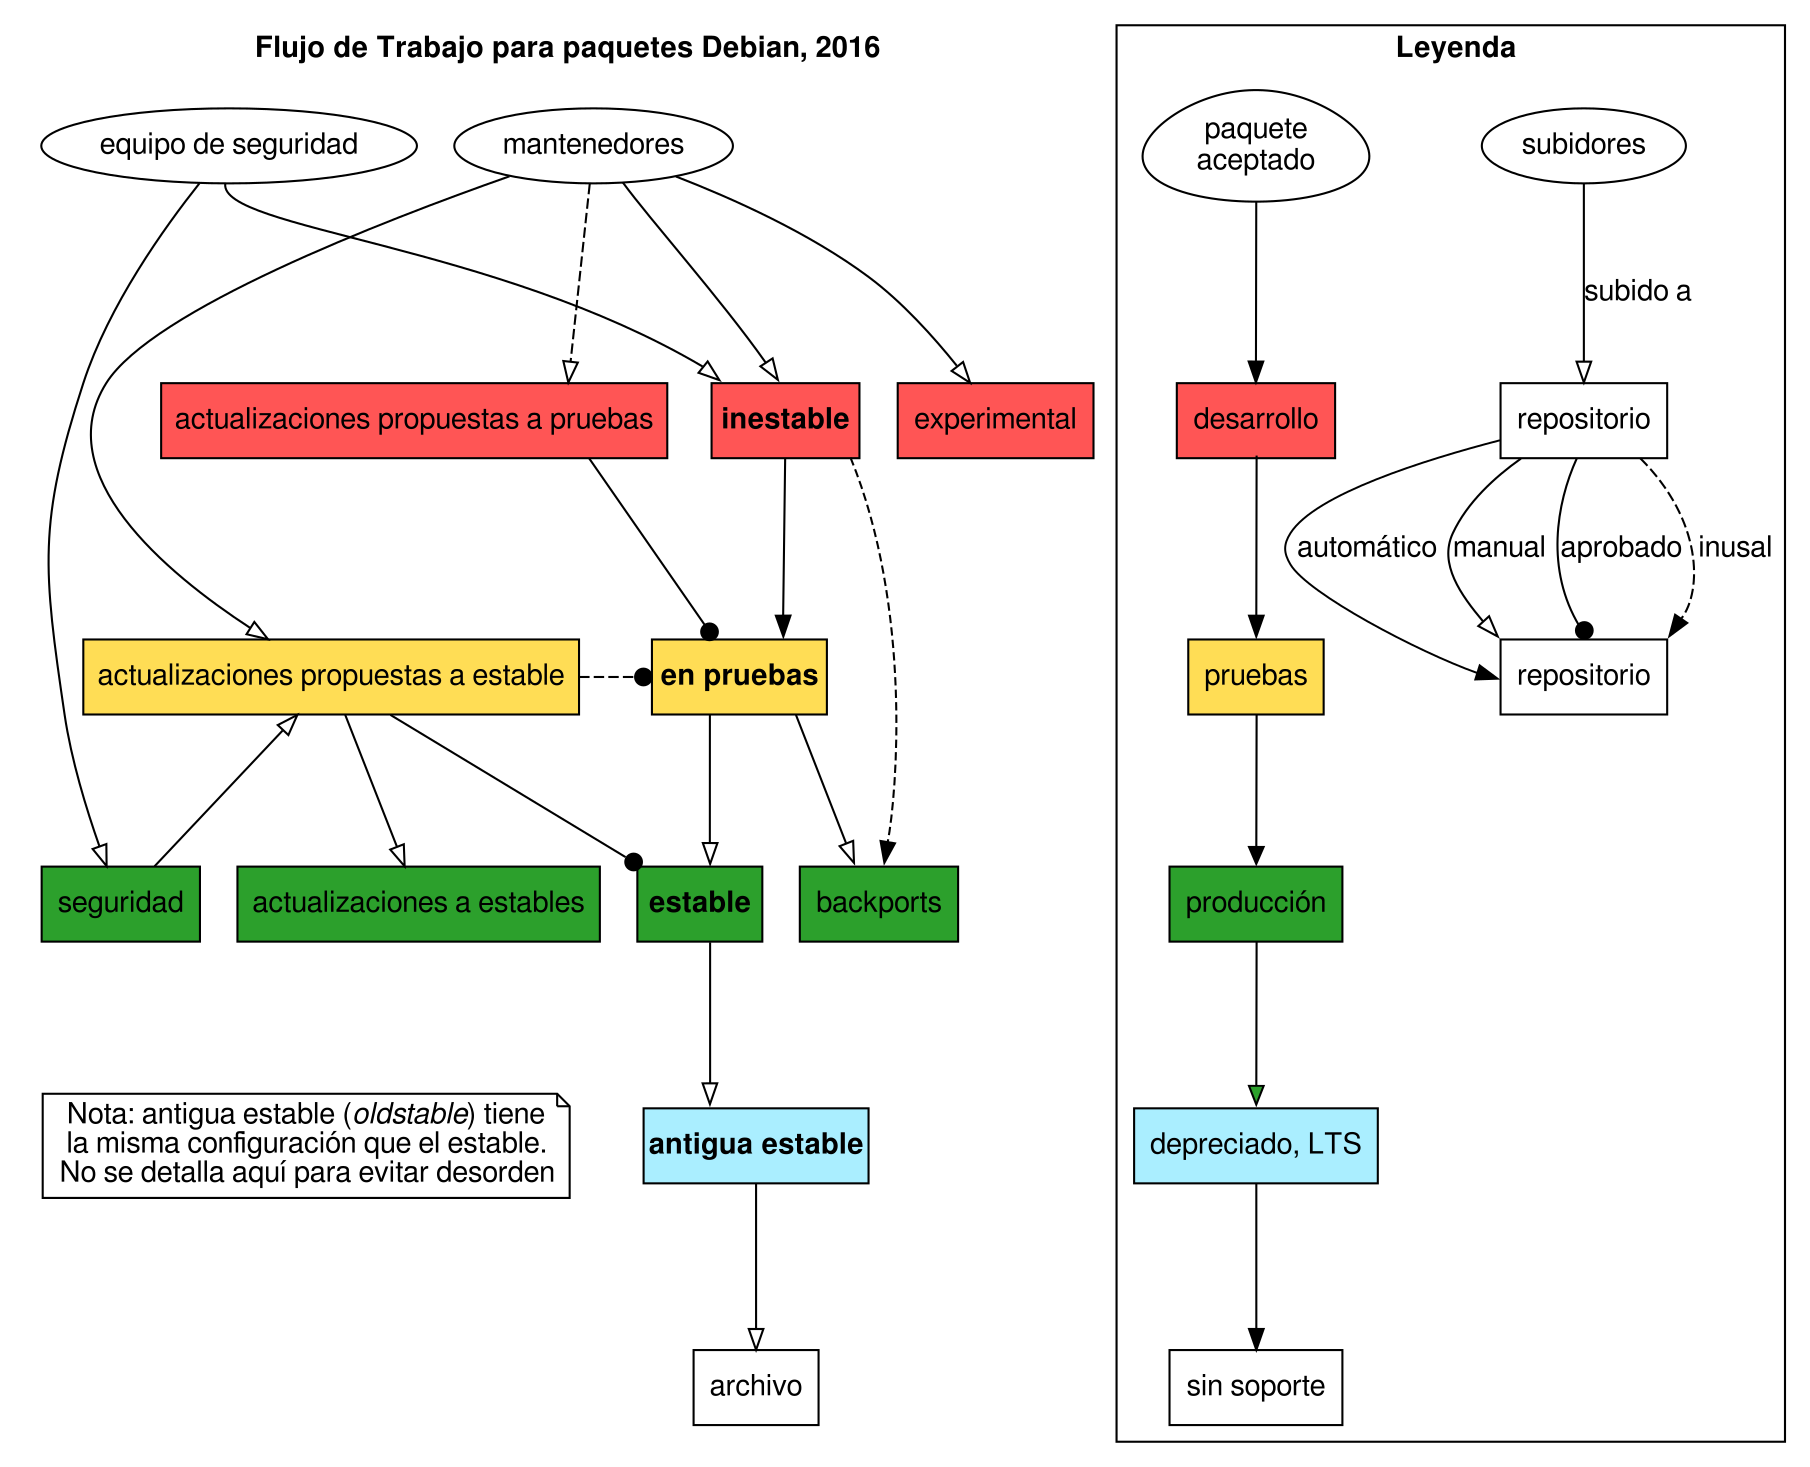 Flujo de Trabajo para paquetes Debian, 2016
equipo de seguridad
mantenedores
actualizaciones propuestas a pruebas
inestable
experimental
actualizaciones propuestas a estable
en pruebas
seguridad
actualizaciones a estables
estable
backports
Nota: antigua estable (oldstable) tiene
la misma configuración que el estable.
No se detalla aquí para evitar desorden
antigua estable
archivo
Leyenda
paquete
aceptado
subidores
subido a
desarrollo
repositorio
automático
manual
aprobado
inusal
pruebas
repositorio
producción
depreciado, LTS
sin soporte